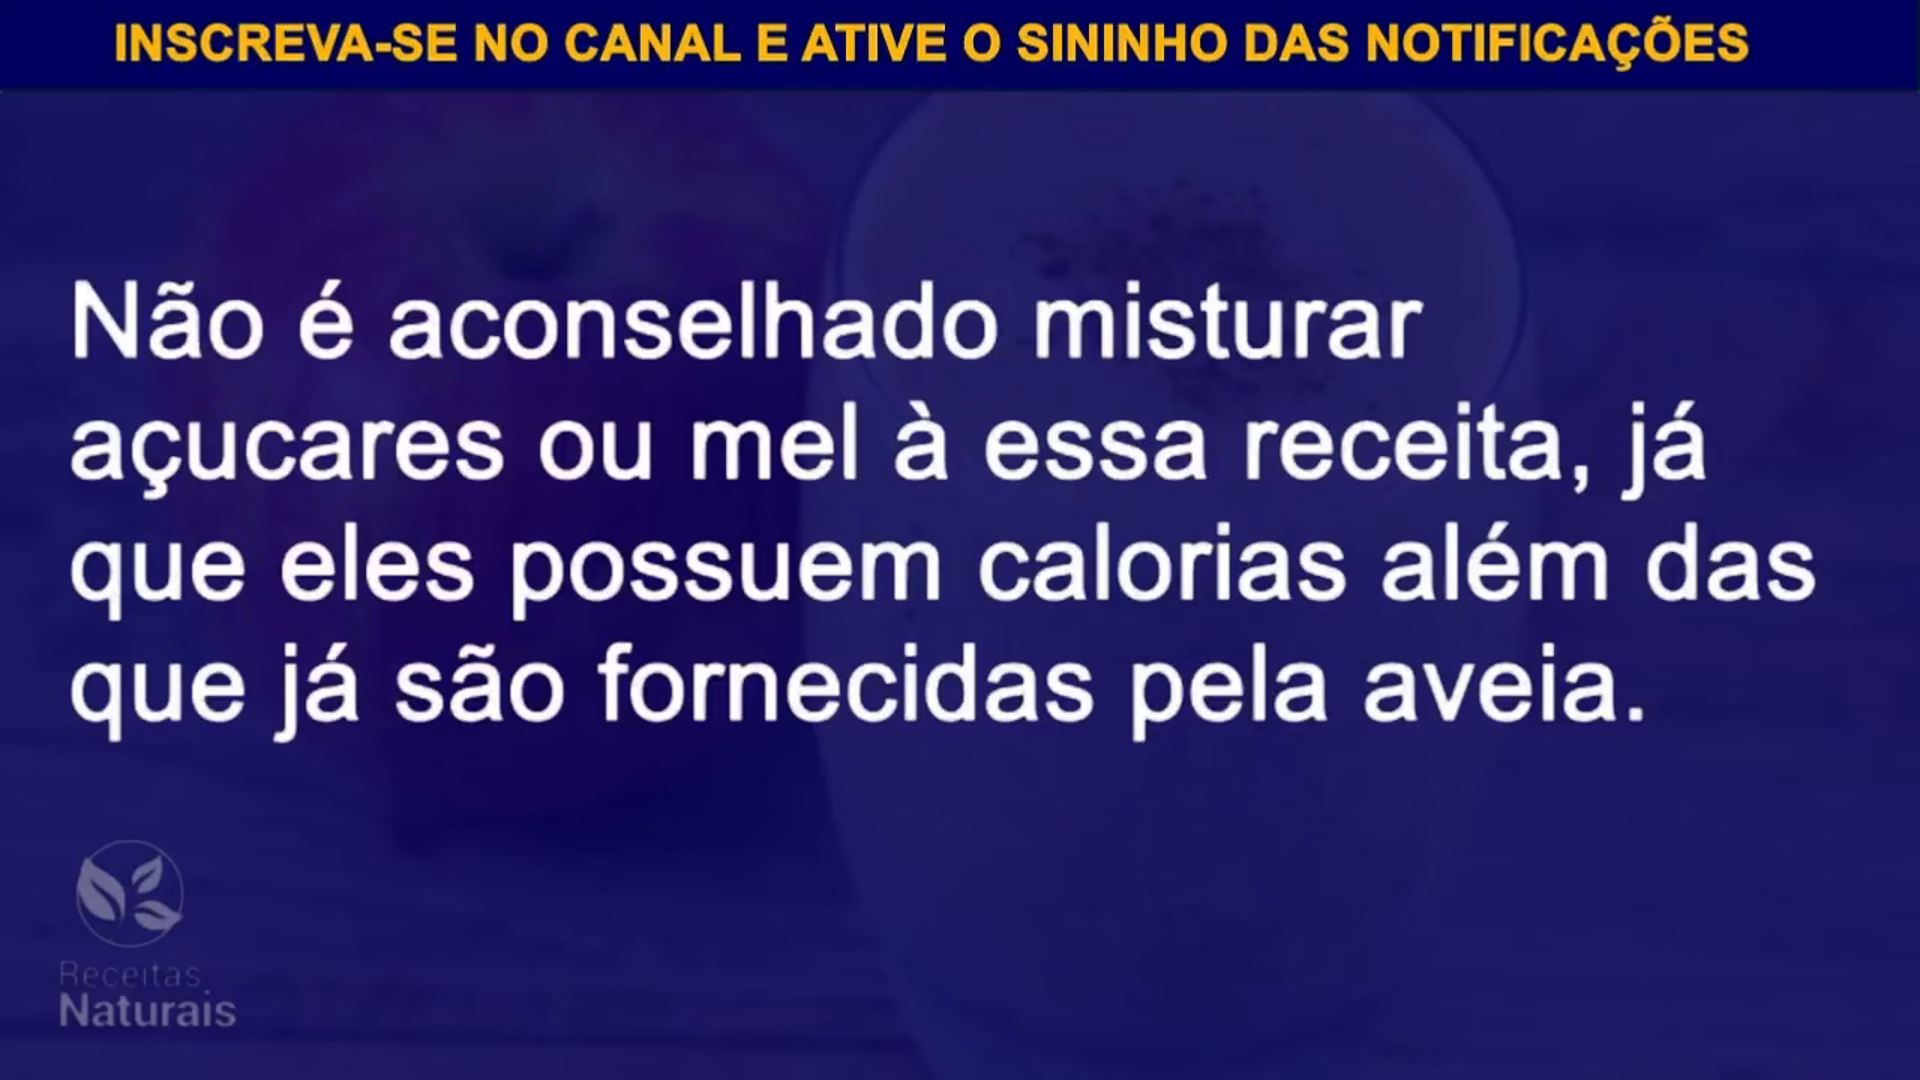 INSCREVA-SE NO CANAL E ATIVE O SININHO DAS NOTIFICAÇÕES
Não é aconselhado misturar
açucares ou mel à essa receita, já
que eles possuem calorias além das
que já são fornecidas pela aveia.
Receitas
Naturais